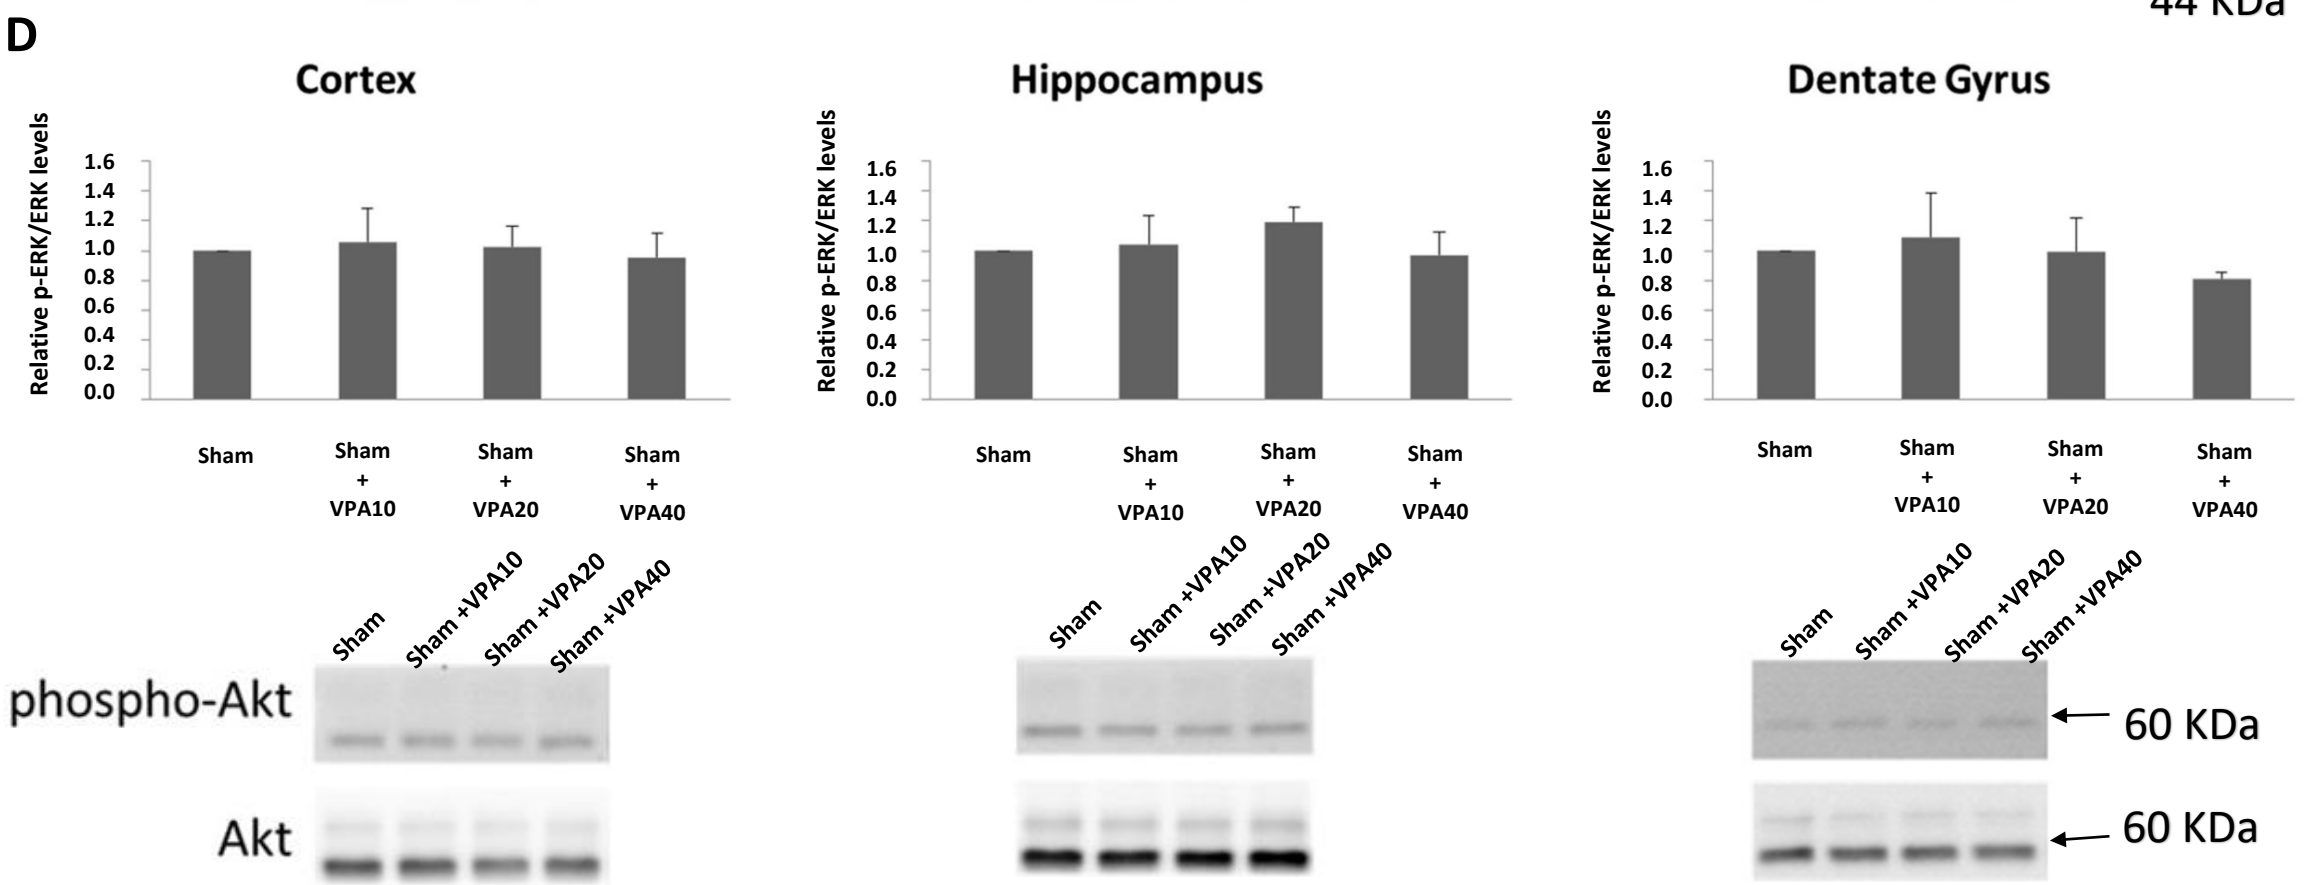 44 KDa
D
Cortex
Hippocampus
Dentate Gyrus
Relative p-ERK/ERK levels
1.6
1.4
1.2
1.0
0.8
0.6
0.4
0.2
0.0
Sham
Sham
+
VPA10
Sham
+
VPA20
Sham
+
VPA40
Relative p-ERK/ERK levels
1.6
1.4
1.2
1.0
0.8
0.6
0.4
0.2
0.0
Sham
Sham
+
VPA10
Sham
+
VPA20
Sham
+
VPA40
Relative p-ERK/ERK levels
1.6
1.4
1.2
1.0
0.8
0.6
0.4
0.2
0.0
Sham
Sham
+
VPA10
Sham
+
VPA20
Sham
+
VPA40
Sham
Sham +VPA10
Sham +VPA20
Sham +VPA40
Sham
Sham +VPA10
Sham +VPA20
Sham +VPA40
Sham
Sham +VPA10
Sham +VPA20
Sham +VPA40
phospho-Akt
60 KDa
Akt
60 KDa